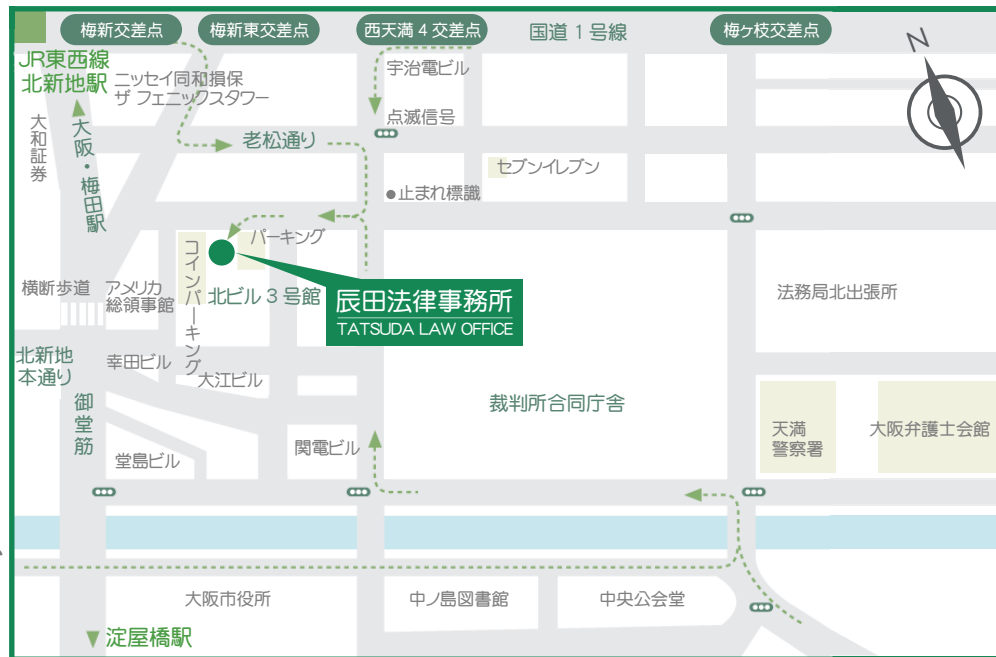 梅新交差点
梅新東交差点
西天満4交差点
国道1号線
梅ヶ枝交差点
N
JR東西線
北新地駅
ニッセイ同和損保
ザ フェニックスタワー
宇治電ビル
点滅信号
大和証券
大阪・梅田駅
老松通り
セブンイレブン
●止まれ標識
パーキング
コインパーキング
北ビル3号館
辰田法律事務所
TATSUDA LAW OFFICE
横断歩道
アメリカ
総領事館
法務局北出張所
北新地
本通り
幸田ビル
大江ビル
御堂筋
裁判所合同庁舎
天満
警察署
大阪弁護士会館
堂島ビル
関電ビル
大阪市役所
中ノ島図書館
中央公会堂
淀屋橋駅